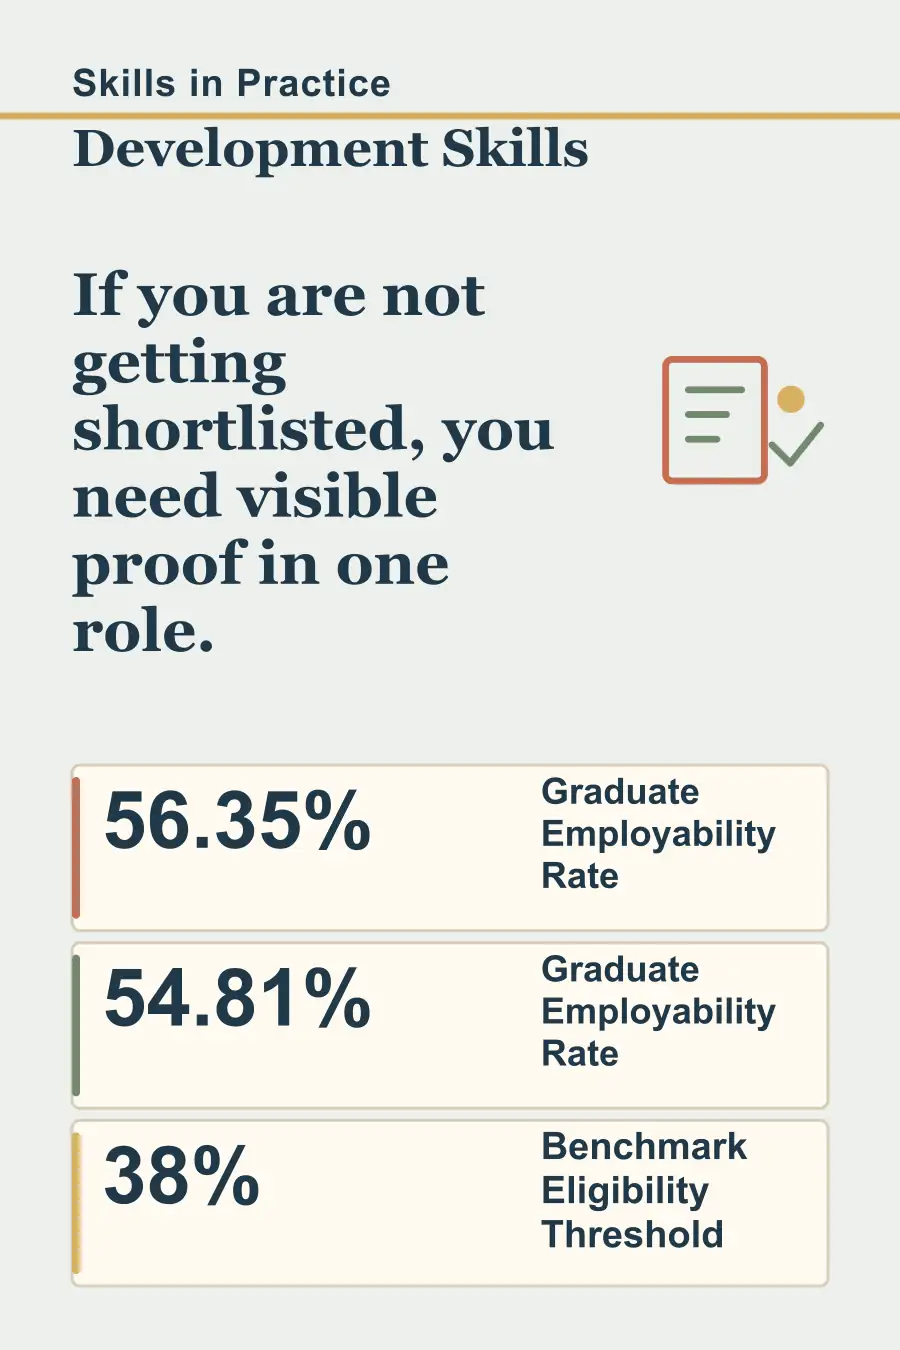 Skills in Practice
Development Skills
If you are not
getting
shortlisted, you
need visible
proof in one
role.
56.35%
Graduate
Employability
Rate
54.81%
Graduate
Employability
Rate
38%
Benchmark
Eligibility
Threshold